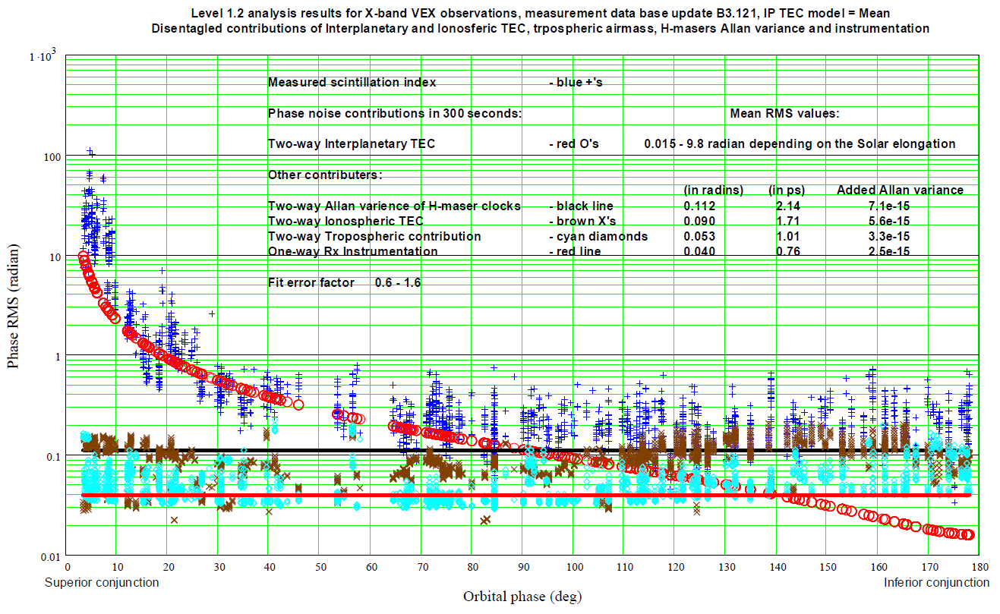 Level 1.2 analysis results for X-band VEX observations, measurement data base update B3.121, IP TEC model = Mean
Disentagled contributions of Interplanetary and Ionosferic TEC, trpospheric airmass, H-masers Allan variance and instrumentation
1·10³
Measured scintillation index - blue +'s
Phase noise contributions in 300 seconds: Mean RMS values:
Two-way Interplanetary TEC - red O's 0.015 - 9.8 radian depending on the Solar elongation
100
Other contributers:
(in radins) (in ps) Added Allan variance
Two-way Allan varience of H-maser clocks - black line 0.112 2.14 7.1e-15
Two-way Ionospheric TEC - brown X's 0.090 1.71 5.6e-15
Two-way Tropospheric contribution - cyan diamonds 0.053 1.01 3.3e-15
One-way Rx Instrumentation - red line 0.040 0.76 2.5e-15
10
Fit error factor 0.6 - 1.6
Phase RMS (radian)
1
0.1
0.01
0 10 20 30 40 50 60 70 80 90 100 110 120 130 140 150 160 170 180
Superior conjunction Inferior conjunction
Orbital phase (deg)